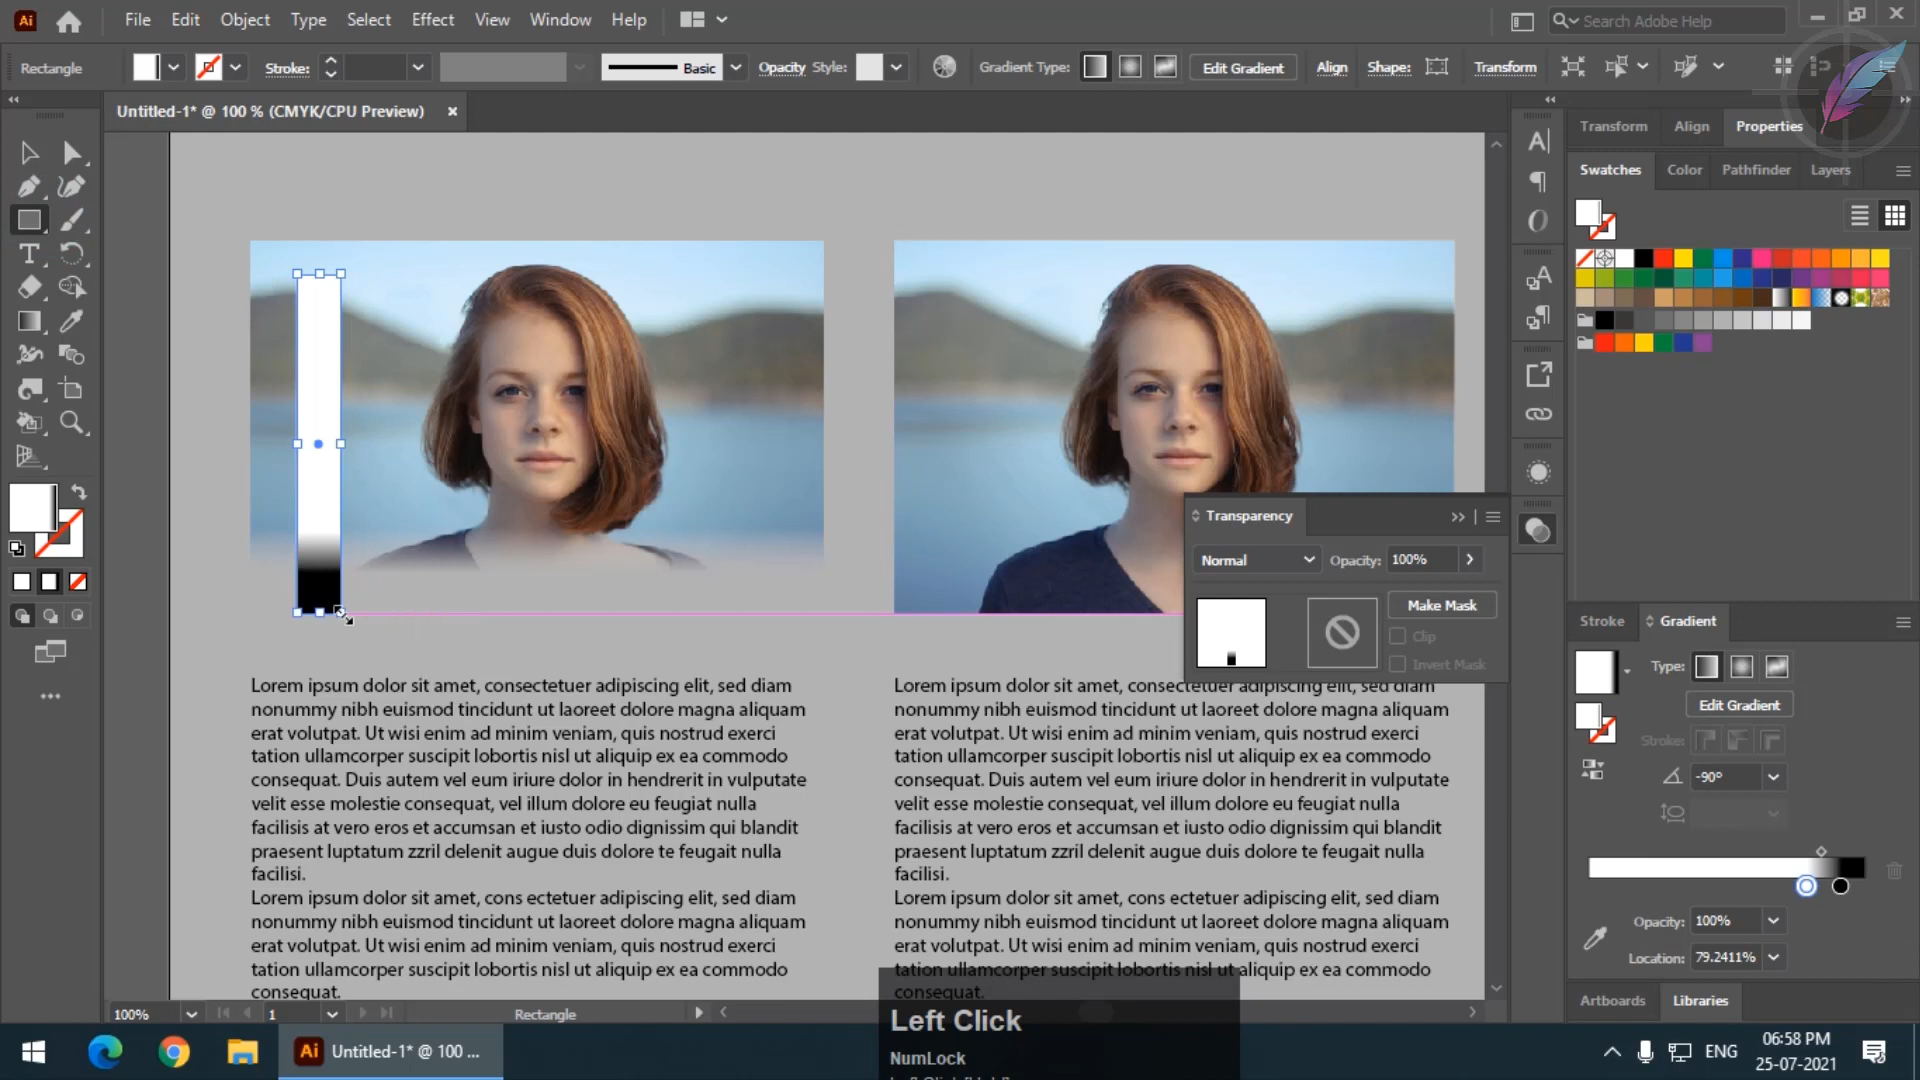 Ai File Edit Object Type Select Effect View Window Help Search Adobe Help
Rectangle Stroke: Basic Opacity Style: Gradient Type: Edit Gradient Align Shape: Transform
Untitled-1* @ 100 % (CMYK/CPU Preview) ×
Transform Align Properties
Swatches Color Pathfinder Layers
Transparency
Normal Opacity: 100%
Make Mask
Clip
Invert Mask
Stroke Gradient
Type:
Edit Gradient
Stroke:
-90°
Opacity: 100%
Location: 79.2411%
Artboards Libraries
Lorem ipsum dolor sit amet, consectetuer adipiscing elit, sed diam
nonummy nibh euismod tincidunt ut laoreet dolore magna aliquam
erat volutpat. Ut wisi enim ad minim veniam, quis nostrud exerci
tation ullamcorper suscipit lobortis nisl ut aliquip ex ea commodo
consequat. Duis autem vel eum iriure dolor in hendrerit in vulputate
velit esse molestie consequat, vel illum dolore eu feugiat nulla
facilisis at vero eros et accumsan et iusto odio dignissim qui blandit
praesent luptatum zzril delenit augue duis dolore te feugait nulla
facilisi.
Lorem ipsum dolor sit amet, cons ectetuer adipiscing elit, sed diam
nonummy nibh euismod tincidunt ut laoreet dolore magna aliquam
erat volutpat. Ut wisi enim ad minim veniam, quis nostrud exerci
tation ullamcorper suscipit lobortis nisl ut aliquip ex ea commodo
consequat.
Lorem ipsum dolor sit amet, consectetuer adipiscing elit, sed diam
nonummy nibh euismod tincidunt ut laoreet dolore magna aliquam
erat volutpat. Ut wisi enim ad minim veniam, quis nostrud exerci
tation ullamcorper suscipit lobortis nisl ut aliquip ex ea commodo
consequat. Duis autem vel eum iriure dolor in hendrerit in vulputate
velit esse molestie consequat, vel illum dolore eu feugiat nulla
facilisis at vero eros et accumsan et iusto odio dignissim qui blandit
praesent luptatum zzril delenit augue duis dolore te feugait nulla
facilisi.
Lorem ipsum dolor sit amet, cons ectetuer adipiscing elit, sed diam
nonummy nibh euismod tincidunt ut laoreet dolore magna aliquam
erat volutpat. Ut wisi enim ad minim veniam, quis nostrud exerci
tation ullamcorper suscipit lobortis nisl ut aliquip ex ea commodo
consequat.
100% 1 Rectangle
Left Click
NumLock
Ai Untitled-1* @ 100 ...
ENG
06:58 PM
25-07-2021